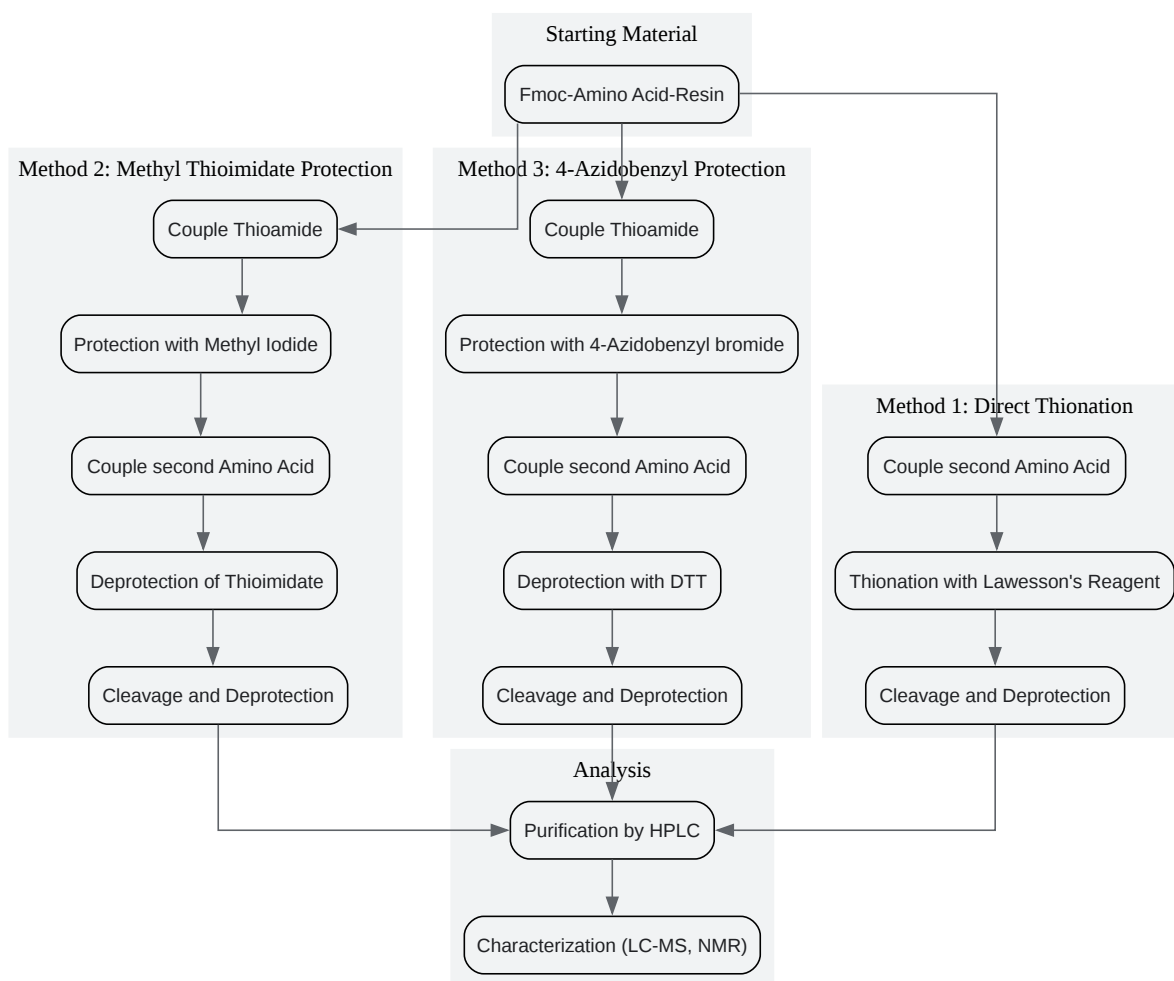 Starting Material
Fmoc-Amino Acid-Resin
Method 2: Methyl Thioimidate Protection
Couple Thioamide
Protection with Methyl Iodide
Couple second Amino Acid
Deprotection of Thioimidate
Cleavage and Deprotection
Method 3: 4-Azidobenzyl Protection
Couple Thioamide
Protection with 4-Azidobenzyl bromide
Couple second Amino Acid
Deprotection with DTT
Cleavage and Deprotection
Method 1: Direct Thionation
Couple second Amino Acid
Thionation with Lawesson's Reagent
Cleavage and Deprotection
Analysis
Purification by HPLC
Characterization (LC-MS, NMR)